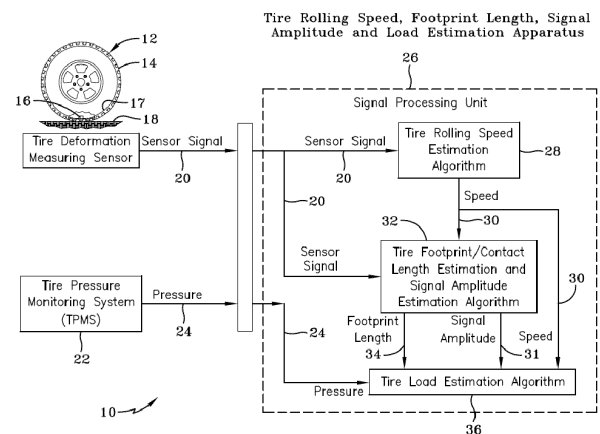 Tire Rolling Speed, Footprint Length, Signal
Amplitude and Load Estimation Apparatus
12
14
16
17
18
26
Signal Processing Unit
Tire Deformation
Measuring Sensor
Sensor Signal
20
Sensor Signal
20
Tire Rolling Speed
Estimation
Algorithm
28
Speed
30
20
32
Sensor
Signal
Tire Footprint/Contact
Length Estimation and
Signal Amplitude
Estimation Algorithm
30
Tire Pressure
Monitoring System
(TPMS)
22
Pressure
24
24
Footprint
Length
34
Signal
Amplitude
31
Speed
Pressure
Tire Load Estimation Algorithm
36
10